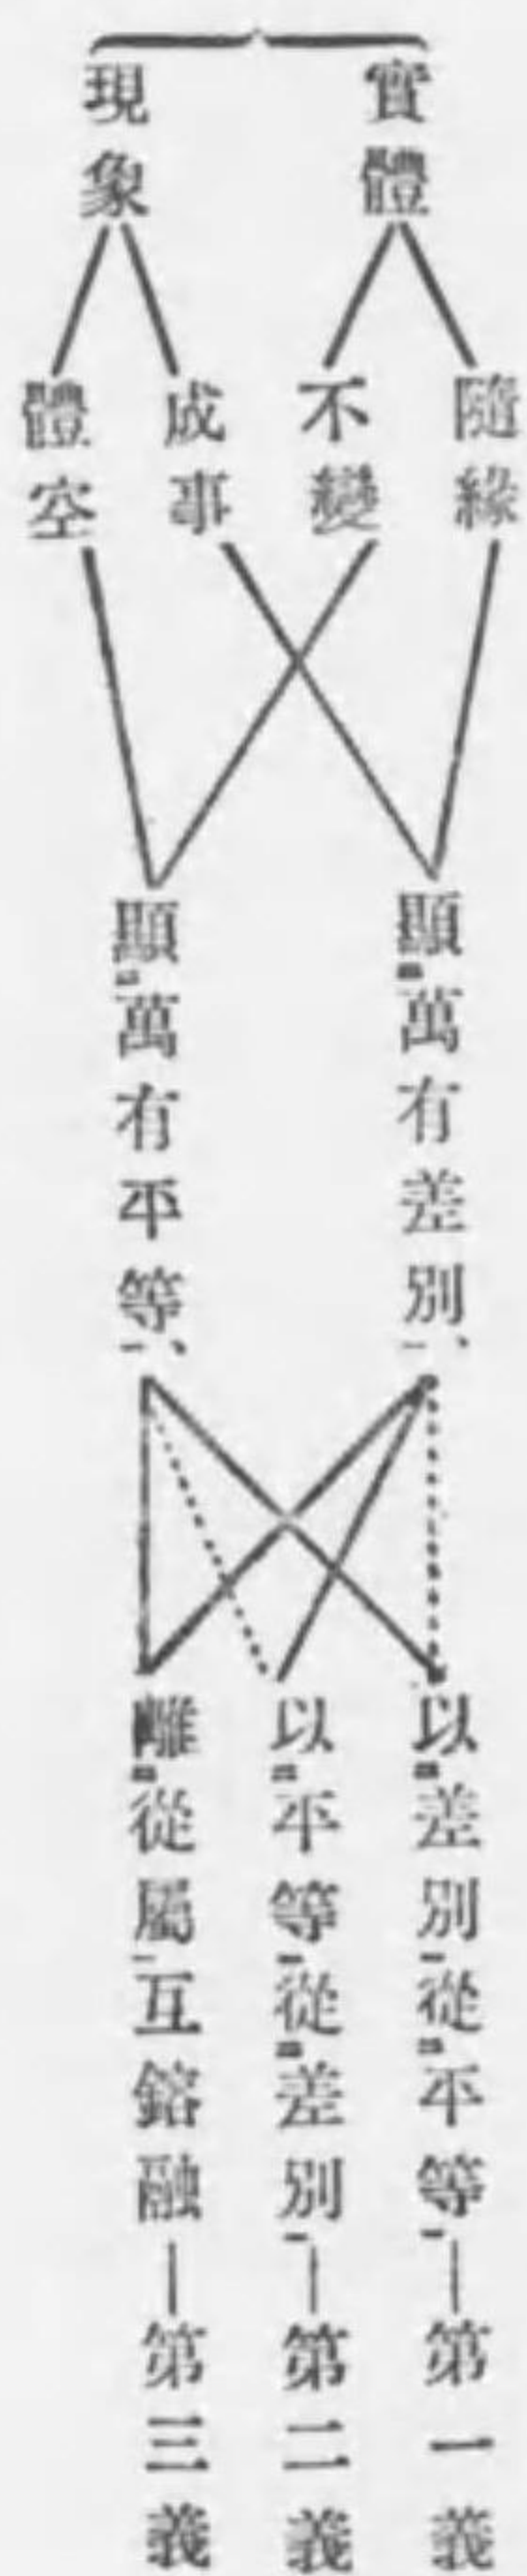 實體
現象
隨緣
不變
成事
體空
顯萬有差別、
顯萬有平等、
以差別從平等—第一義
以平等從差別—第二義
離從屬互鎔融—第三義